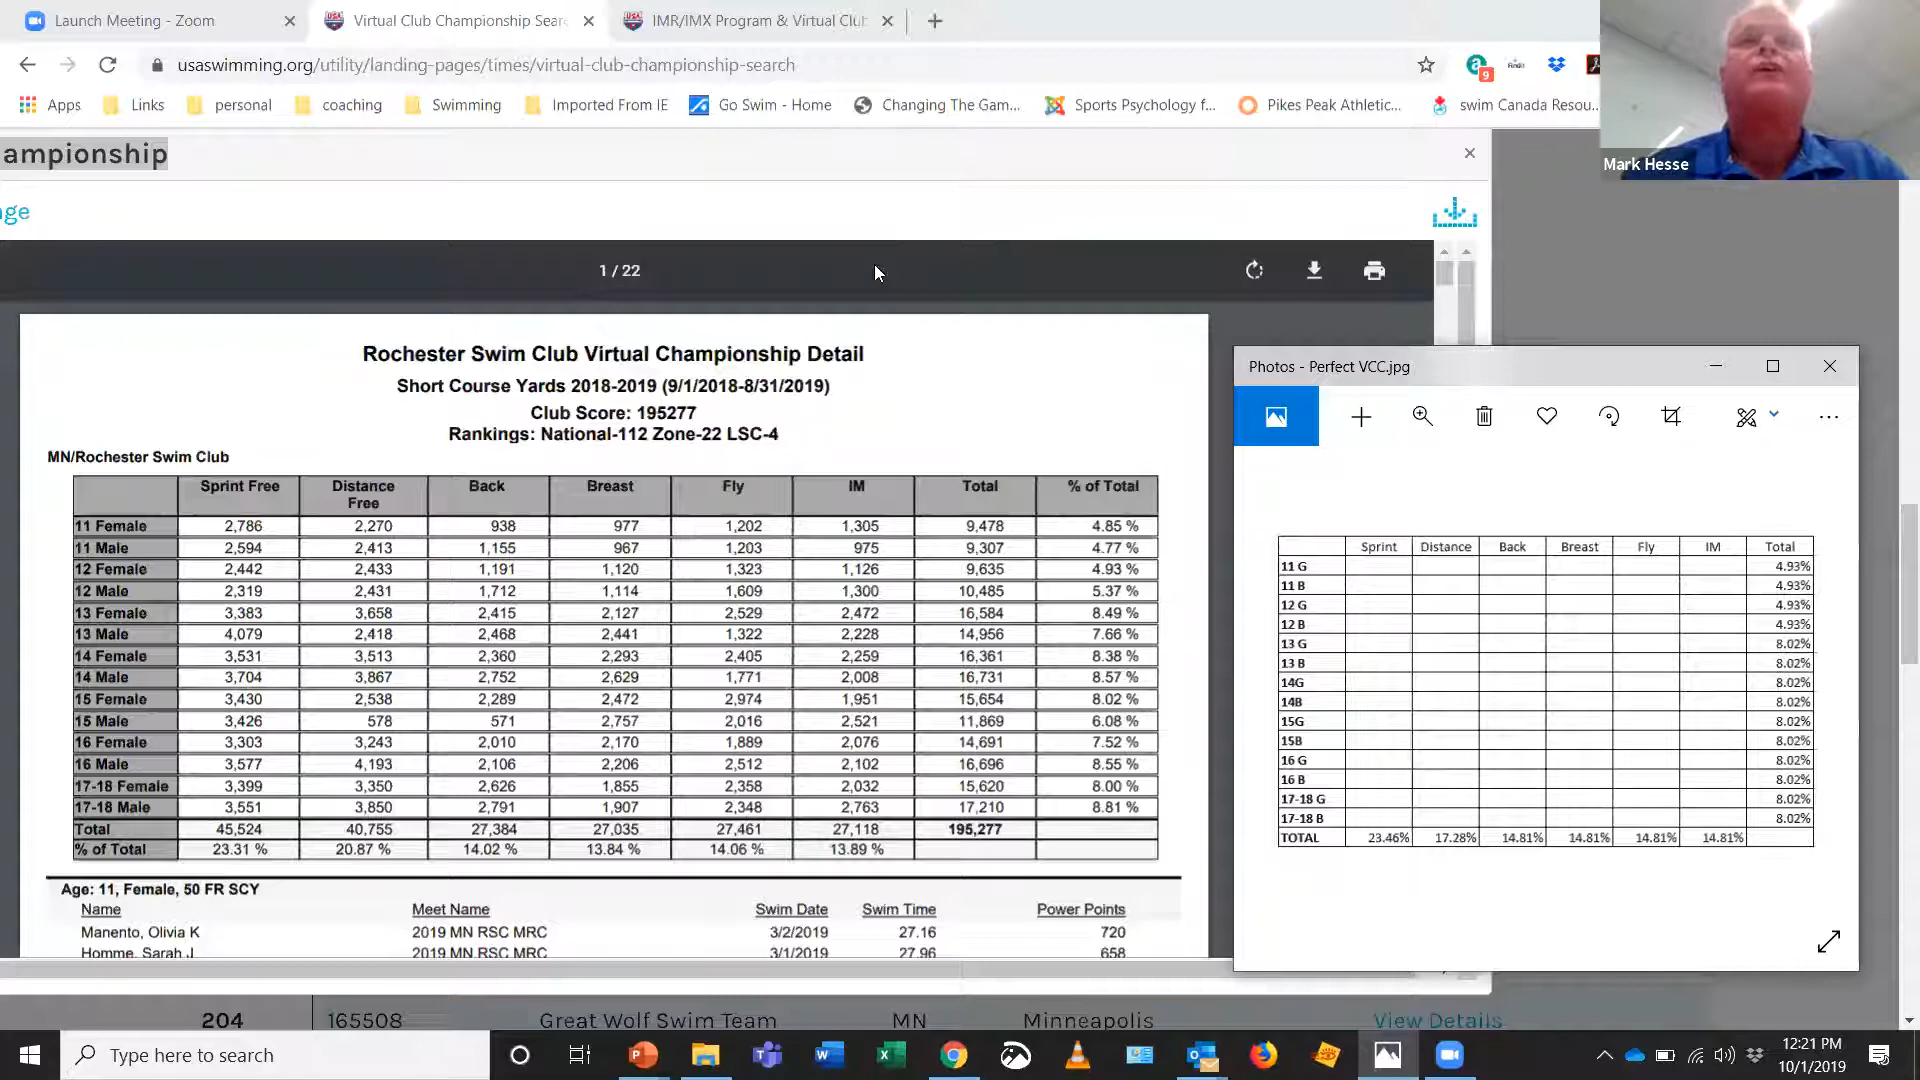 Launch Meeting - Zoom
Virtual Club Championship Sear
IMR/IMX Program & Virtual Clu
usaswimming.org/utility/landing-pages/times/virtual-club-championship-search
9
Apps Links personal coaching Swimming Imported From IE Go Swim - Home Changing The Gam... Sports Psychology f... Pikes Peak Athletic... swim Canada Resou...
Mark Hesse
ampionship
ge
1 / 22
Rochester Swim Club Virtual Championship Detail
Short Course Yards 2018-2019 (9/1/2018-8/31/2019)
Club Score: 195277
Rankings: National-112 Zone-22 LSC-4
MN/Rochester Swim Club
Sprint Free Distance Free Back Breast Fly IM Total % of Total
11 Female 2,786 2,270 938 977 1,202 1,305 9,478 4.85 %
11 Male 2,594 2,413 1,155 967 1,203 975 9,307 4.77 %
12 Female 2,442 2,433 1,191 1,120 1,323 1,126 9,635 4.93 %
12 Male 2,319 2,431 1,712 1,114 1,609 1,300 10,485 5.37 %
13 Female 3,383 3,658 2,415 2,127 2,529 2,472 16,584 8.49 %
13 Male 4,079 2,418 2,468 2,441 1,322 2,228 14,956 7.66 %
14 Female 3,531 3,513 2,360 2,293 2,405 2,259 16,361 8.38 %
14 Male 3,704 3,867 2,752 2,629 1,771 2,008 16,731 8.57 %
15 Female 3,430 2,538 2,289 2,472 2,974 1,951 15,654 8.02 %
15 Male 3,426 578 571 2,757 2,016 2,521 11,869 6.08 %
16 Female 3,303 3,243 2,010 2,170 1,889 2,076 14,691 7.52 %
16 Male 3,577 4,193 2,106 2,206 2,512 2,102 16,696 8.55 %
17-18 Female 3,399 3,350 2,626 1,855 2,358 2,032 15,620 8.00 %
17-18 Male 3,551 3,850 2,791 1,907 2,348 2,763 17,210 8.81 %
Total 45,524 40,755 27,384 27,035 27,461 27,118 195,277
% of Total 23.31 % 20.87 % 14.02 % 13.84 % 14.06 % 13.89 %
Age: 11, Female, 50 FR SCY
Name Meet Name Swim Date Swim Time Power Points
Manento, Olivia K 2019 MN RSC MRC 3/2/2019 27.16 720
Homme, Sarah J 2019 MN RSC MRC 3/1/2019 27.96 658
Photos - Perfect VCC.jpg
Sprint Distance Back Breast Fly IM Total
11 G 4.93%
11 B 4.93%
12 G 4.93%
12 B 4.93%
13 G 8.02%
13 B 8.02%
14G 8.02%
14B 8.02%
15G 8.02%
15B 8.02%
16 G 8.02%
16 B 8.02%
17-18 G 8.02%
17-18 B 8.02%
TOTAL 23.46% 17.28% 14.81% 14.81% 14.81% 14.81%
204 165508 Great Wolf Swim Team MN Minneapolis View Details
Type here to search
12:21 PM
10/1/2019